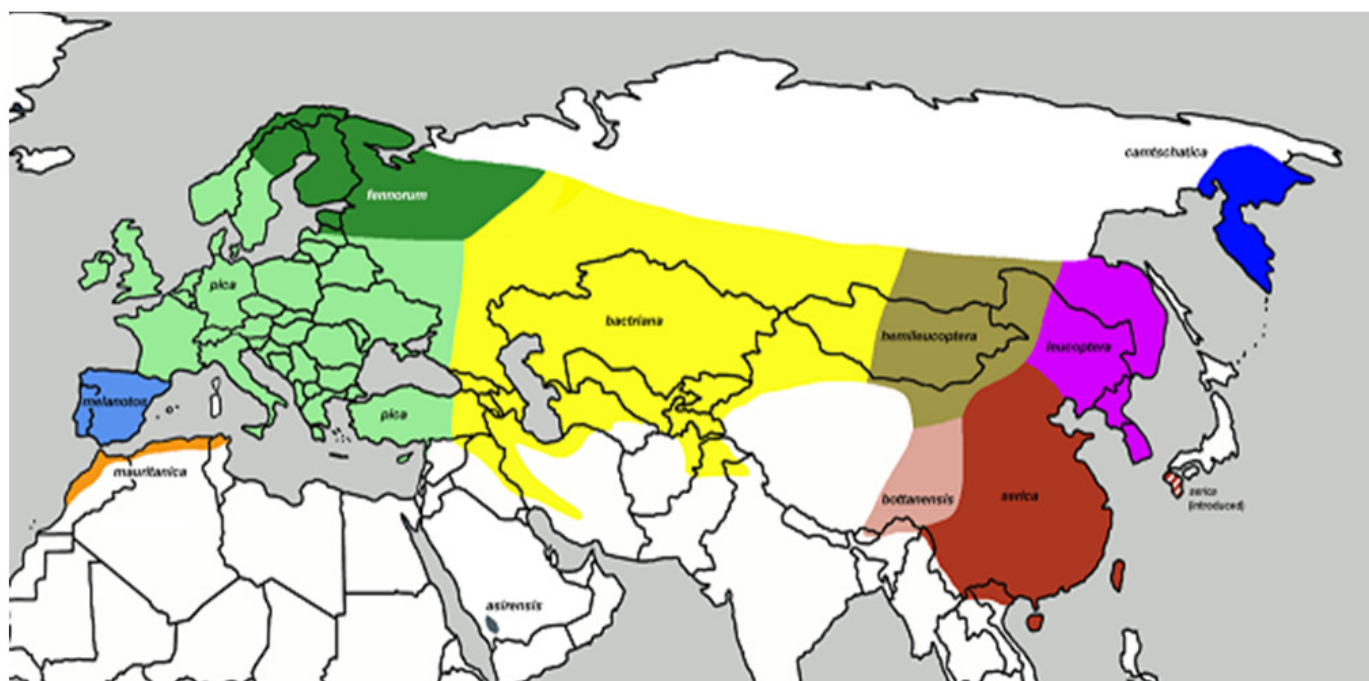 camtschatica
fennorum
pica
bactriana
hemileucoptera
leucoptera
melanotos
pica
mauritanica
bottanensis
serica
serica
(introduced)
asirensis